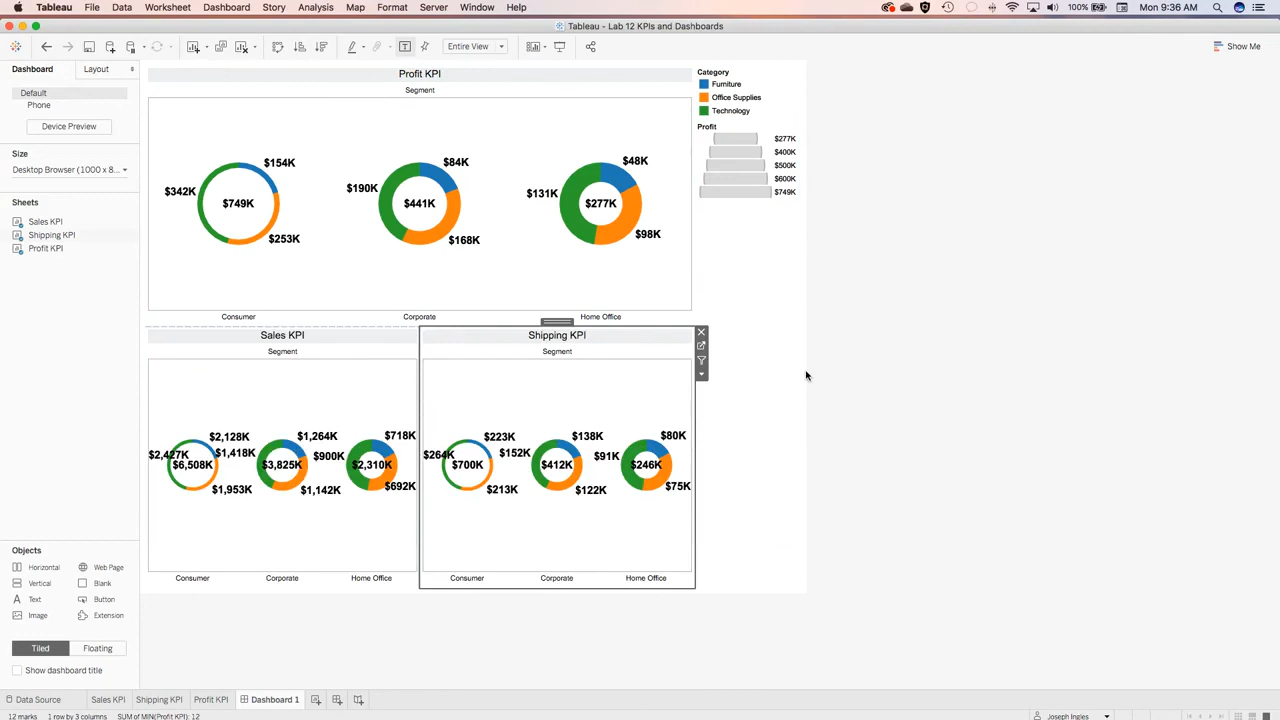 Tableau File Data Worksheet Dashboard Story Analysis Map Format Server Window Help 100% Mon 9:36 AM
Tableau - Lab 12 KPIs and Dashboards
Entire View Show Me
Dashboard Layout
Default
Phone
Device Preview
Size
Desktop Browser (1000 x 8...
Sheets
Sales KPI
Shipping KPI
Profit KPI
Objects
Horizontal Web Page
Vertical Blank
Text Button
Image Extension
Tiled Floating
Show dashboard title
Profit KPI
Segment
$154K
$342K
$749K
$253K
$84K
$190K
$441K
$168K
$48K
$131K
$277K
$98K
Consumer Corporate Home Office
Category
Furniture
Office Supplies
Technology
Profit
$277K
$400K
$500K
$600K
$749K
Sales KPI
Segment
$2,128K
$2,427K
$1,418K
$6,508K
$1,953K
$1,264K
$900K
$3,825K
$1,142K
$718K
$2,310K
$692K
Consumer Corporate Home Office
Shipping KPI
Segment
$223K
$264K
$152K
$700K
$213K
$138K
$91K
$412K
$122K
$80K
$246K
$75K
Consumer Corporate Home Office
Data Source Sales KPI Shipping KPI Profit KPI Dashboard 1
12 marks 1 row by 3 columns SUM of MIN(Profit KPI): 12 Joseph Ingles